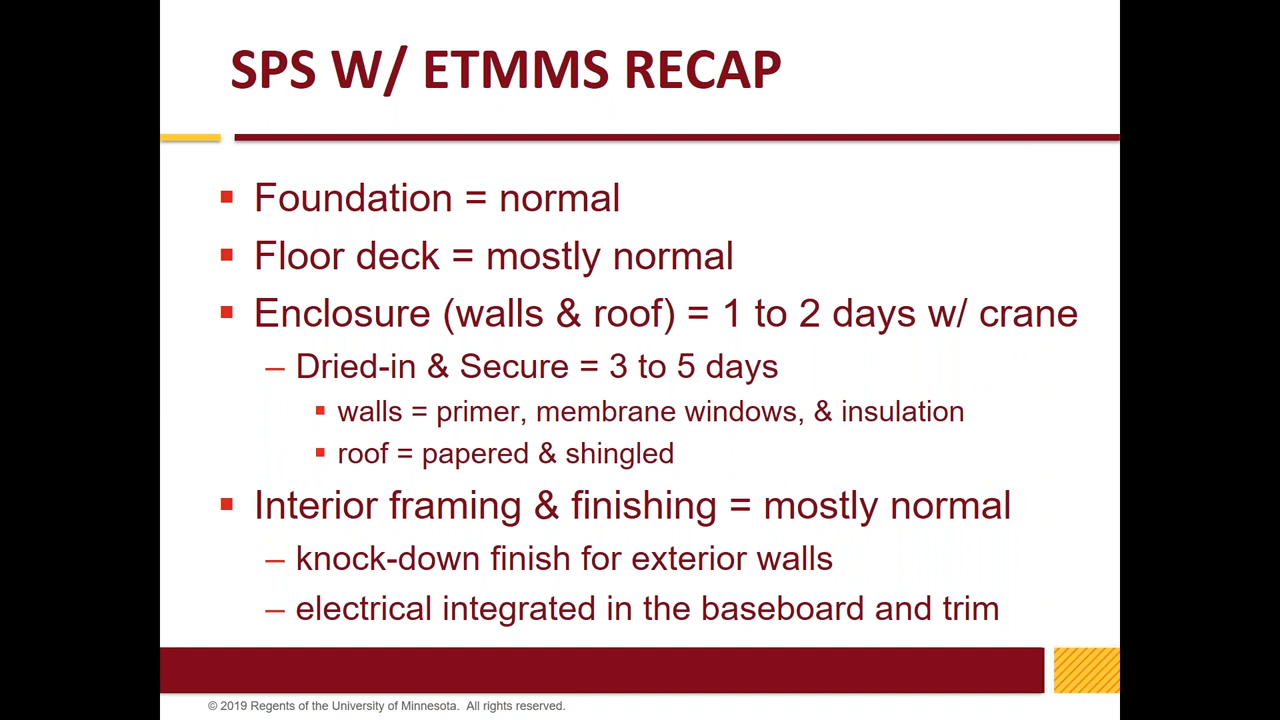 SPS W/ ETMMS RECAP
▪ Foundation = normal
▪ Floor deck = mostly normal
▪ Enclosure (walls & roof) = 1 to 2 days w/ crane
– Dried-in & Secure = 3 to 5 days
▪ walls = primer, membrane windows, & insulation
▪ roof = papered & shingled
▪ Interior framing & finishing = mostly normal
– knock-down finish for exterior walls
– electrical integrated in the baseboard and trim
© 2019 Regents of the University of Minnesota. All rights reserved.